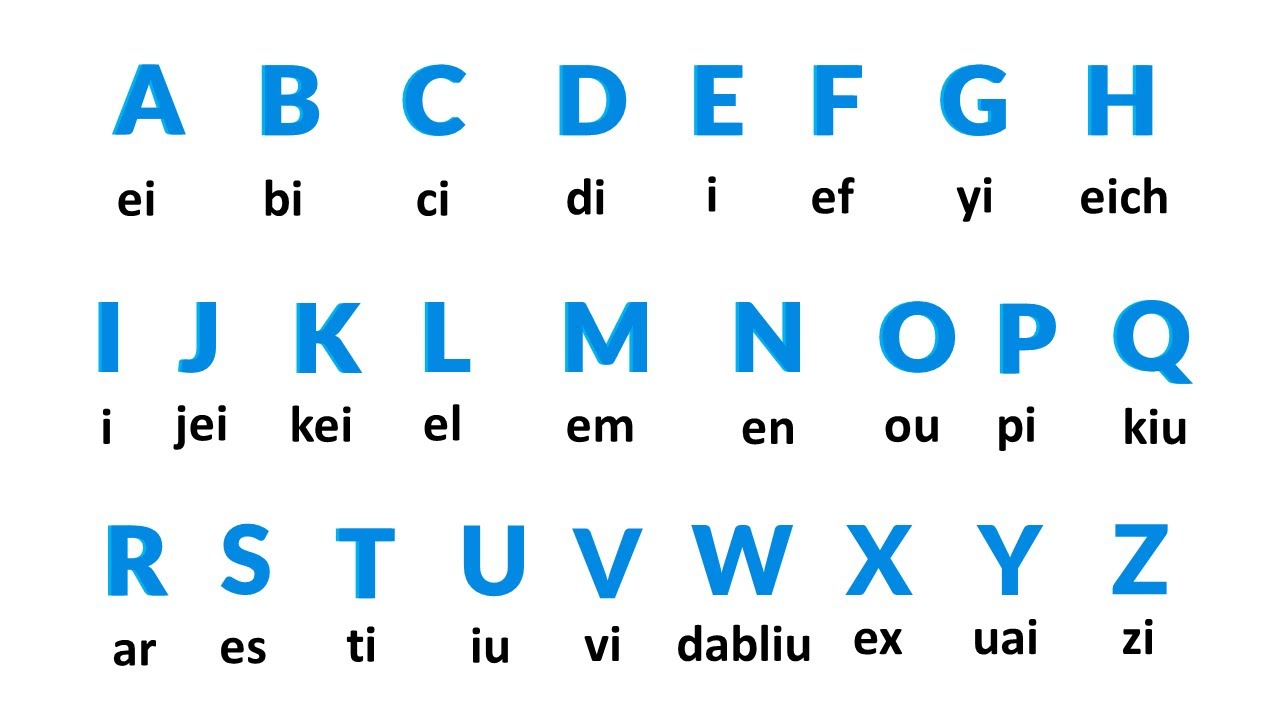 A B C D E F G H
ei bi ci di i ef yi eich
I J K L M N O P Q
i jei kei el em en ou pi kiu
R S T U V W X Y Z
ar es ti iu vi dabliu ex uai zi